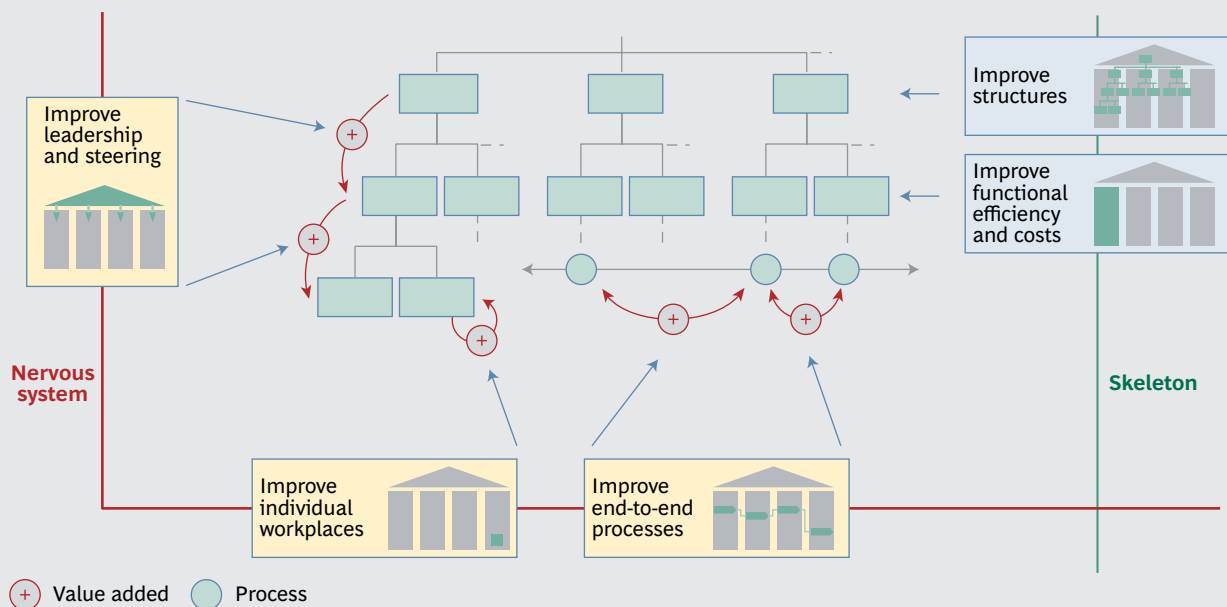 Improve
leadership
and steering
Improve
structures
Improve
functional
efficiency
and costs
Nervous
system
Skeleton
Improve
individual
workplaces
Improve
end-to-end
processes
+
+
+
+
+
+ Value added
Process